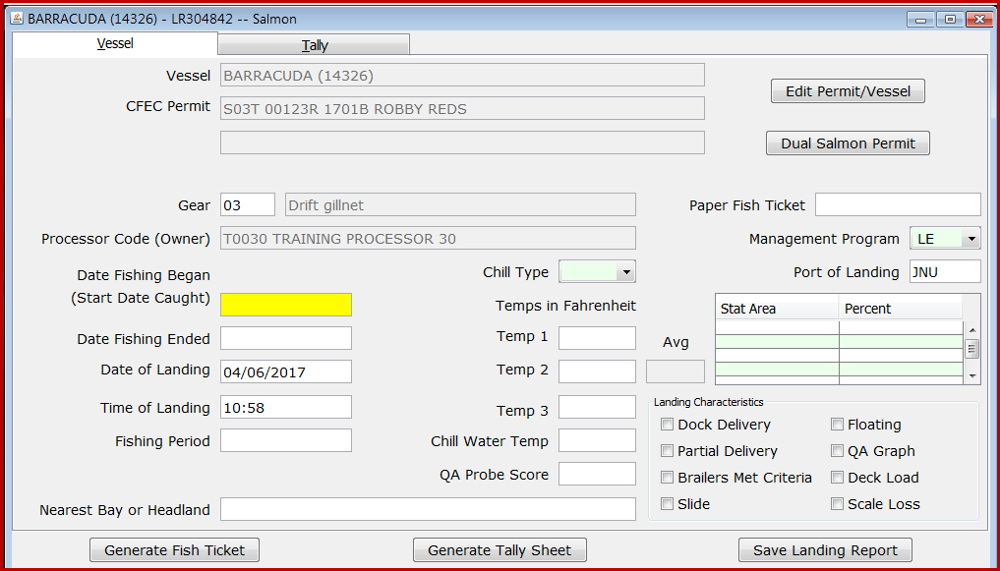 BARRACUDA (14326) - LR304842 -- Salmon
Vessel
Tally
Vessel BARRACUDA (14326)
Edit Permit/Vessel
CFEC Permit S03T 00123R 1701B ROBBY REDS
Dual Salmon Permit
Gear 03 Drift gillnet
Paper Fish Ticket
Processor Code (Owner) T0030 TRAINING PROCESSOR 30
Management Program LE
Date Fishing Began
(Start Date Caught)
Chill Type
Port of Landing JNU
Temps in Fahrenheit
Stat Area Percent
Date Fishing Ended
Temp 1
Avg
Date of Landing 04/06/2017
Temp 2
Time of Landing 10:58
Temp 3
Fishing Period
Chill Water Temp
QA Probe Score
Landing Characteristics
Dock Delivery Floating
Partial Delivery QA Graph
Brailers Met Criteria Deck Load
Slide Scale Loss
Nearest Bay or Headland
Generate Fish Ticket
Generate Tally Sheet
Save Landing Report